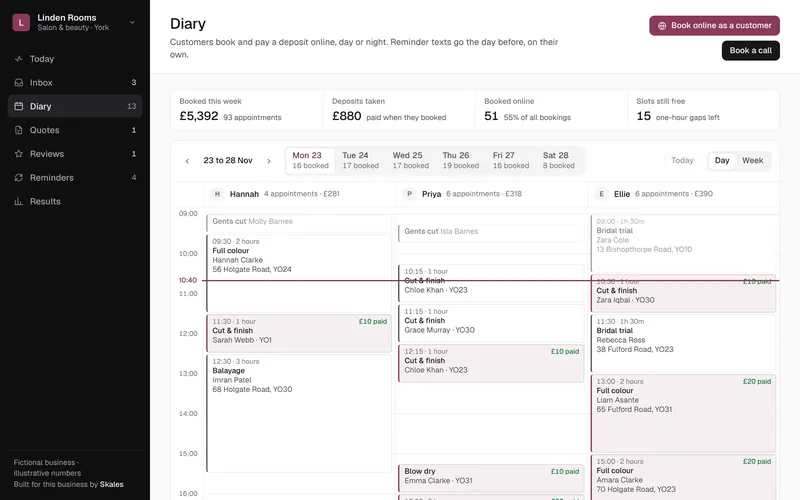 L
Linden Rooms
Salon & beauty · York
Today
Inbox 3
Diary 13
Quotes 1
Reviews 1
Reminders 4
Results
Fictional business ·
illustrative numbers
Built for this business by Skales
Diary
Customers book and pay a deposit online, day or night. Reminder texts go the day before, on their
own.
Book online as a customer
Book a call
Booked this week
£5,392 93 appointments
Deposits taken
£880 paid when they booked
Booked online
51 55% of all bookings
Slots still free
15 one-hour gaps left
23 to 28 Nov
Mon 23
16 booked
Tue 24
17 booked
Wed 25
17 booked
Thu 26
19 booked
Fri 27
16 booked
Sat 28
8 booked
Today
Day
Week
H Hannah 4 appointments · £281
P Priya 6 appointments · £318
E Ellie 6 appointments · £390
09:00
10:00
10:40
11:00
12:00
13:00
14:00
15:00
16:00
Gents cut Molly Barnes
09:30 · 2 hours
Full colour
Hannah Clarke
56 Holgate Road, YO24
11:30 · 1 hour £10 paid
Cut & finish
Sarah Webb · YO1
12:30 · 3 hours
Balayage
Imran Patel
68 Holgate Road, YO30
Gents cut Isla Barnes
10:15 · 1 hour
Cut & finish
Chloe Khan · YO23
11:15 · 1 hour
Cut & finish
Grace Murray · YO30
12:15 · 1 hour £10 paid
Cut & finish
Chloe Khan · YO23
Blow dry £10 paid
Emma Clarke · YO31
09:00 · 1h 30m
Bridal trial
Zara Cole
13 Bishopthorpe Road, YO10
10:30 · 1 hour £10 paid
Cut & finish
Zara Iqbal · YO30
11:30 · 1h 30m
Bridal trial
Rebecca Ross
38 Fulford Road, YO23
13:00 · 2 hours £20 paid
Full colour
Liam Asante
65 Fulford Road, YO31
15:00 · 2 hours £20 paid
Full colour
Amara Clarke
70 Holgate Road, YO23